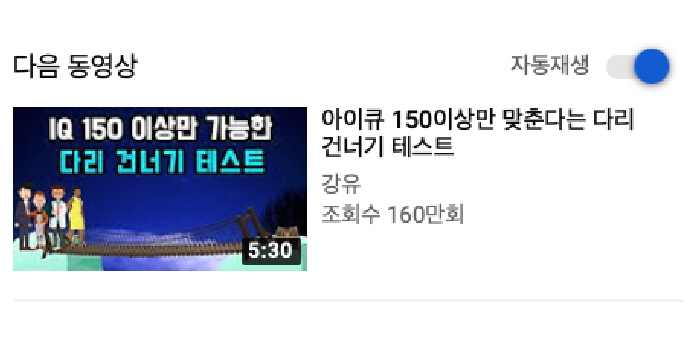 다음 동영상
자동재생
IQ 150 이상만 가능한
다리 건너기 테스트
5:30
아이큐 150이상만 맞춘다는 다리
건너기 테스트
강유
조회수 160만회